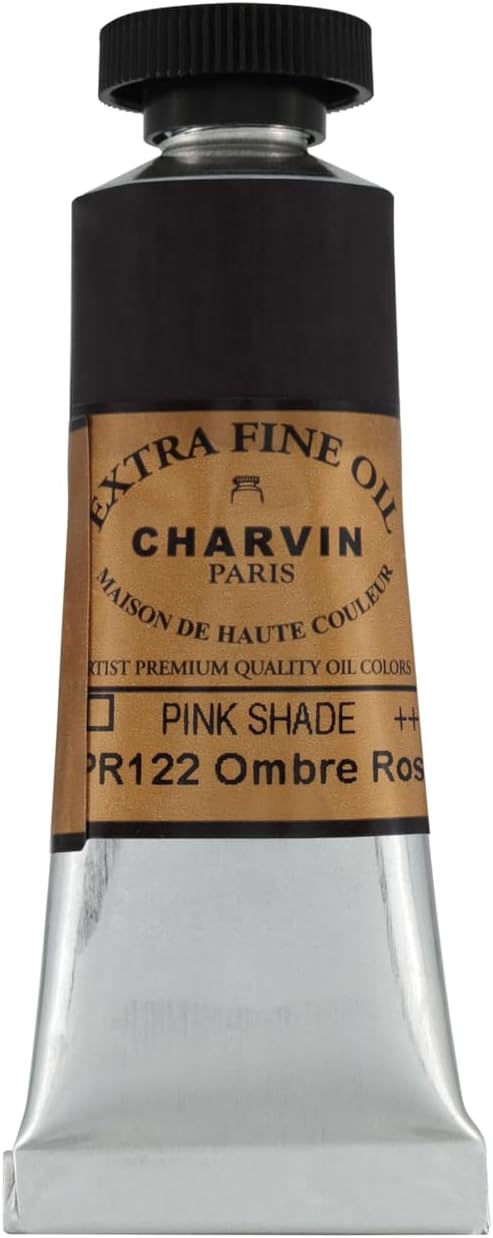 EXTRA FINE OIL
CHARVIN
PARIS
MAISON DE HAUTE COULEUR
RTIST PREMIUM QUALITY OIL COLORS
PINK SHADE ++
PR122 Ombre Ros